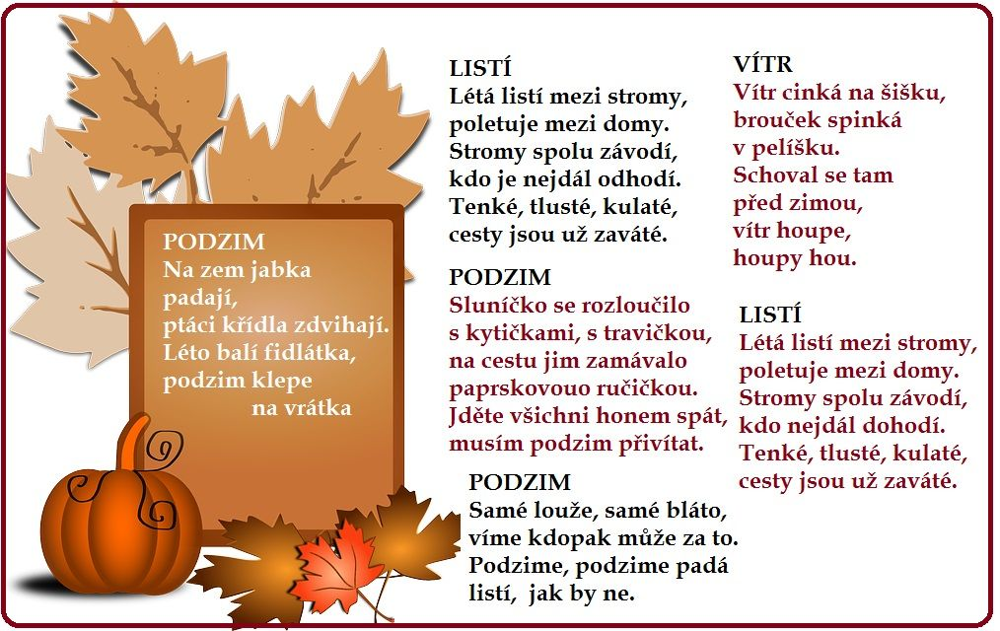 PODZIM
Na zem jabka
padají,
ptáci křídla zdvihají.
Léto balí fidlátka,
podzim klepe
na vrátka
LISTÍ
Létá listí mezi stromy,
poletuje mezi domy.
Stromy spolu závodí,
kdo je nejdál odhodí.
Tenké, tlusté, kulaté,
cesty jsou už zaváté.
PODZIM
Sluníčko se rozloučilo
s kytičkami, s travičkou,
na cestu jim zamávalo
paprskovouo ručičkou.
Jděte všichni honem spát,
musím podzim přivítat.
PODZIM
Samé louže, samé bláto,
víme kdopak může za to.
Podzime, podzime padá
listí, jak by ne.
VÍTR
Vítr cinká na šišku,
brouček spinká
v pelíšku.
Schoval se tam
před zimou,
vítr houpe,
houpy hou.
LISTÍ
Létá listí mezi stromy,
poletuje mezi domy.
Stromy spolu závodí,
kdo nejdál dohodí.
Tenké, tlusté, kulaté,
cesty jsou už zaváté.